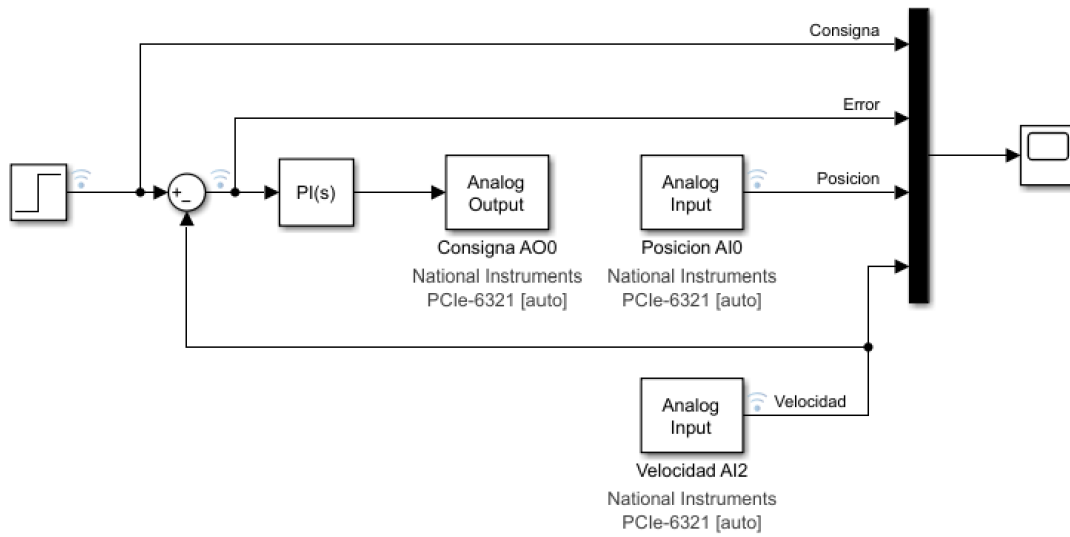 Consigna
Error
PI(s)
Analog
Output
Consigna AO0
National Instruments
PCIe-6321 [auto]
Analog
Input
Posicion AI0
National Instruments
PCIe-6321 [auto]
Posicion
Analog
Input
Velocidad AI2
National Instruments
PCIe-6321 [auto]
Velocidad